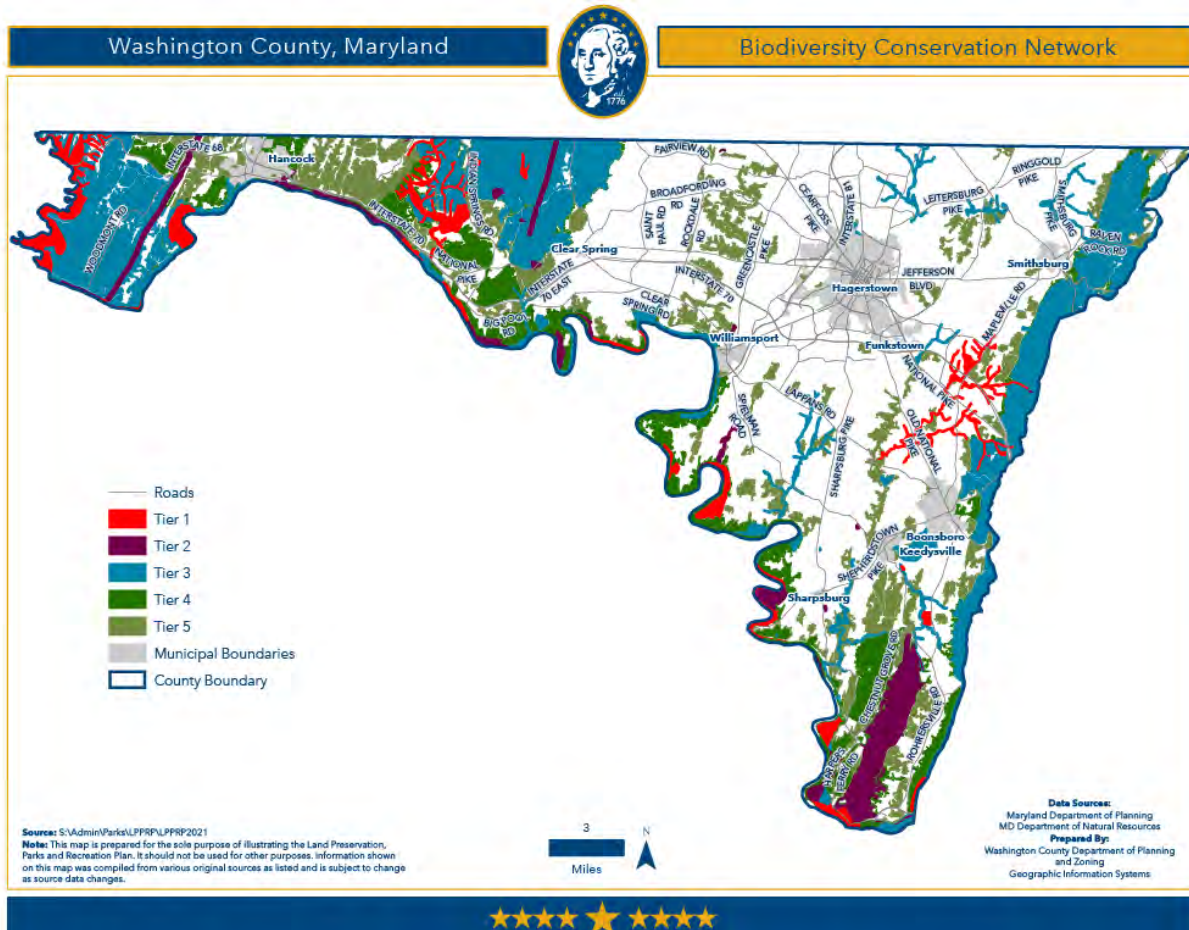 Washington County, Maryland
1776
Biodiversity Conservation Network
INTERSTATE 68
Hancock
WOODMONT RD
INTERSTATE 70
INDIAN SPRINGS RD
NATIONAL
PIKE
BIG POOL
RD
Clear Spring
INTERSTATE
70 EAST
FAIRVIEW RD
BROADFORDING
RD
SAINT
PAUL RD
ROCKDALE
RD
GREENCASTLE
PIKE
CEARFOSS
PIKE
INTERSTATE 81
LEITERSBURG
PIKE
RINGGOLD
PIKE
SMITHSBURG
PIKE
RAVEN
ROCK RD
Smithsburg
JEFFERSON
BLVD
Hagerstown
INTERSTATE 70
CLEAR
SPRING RD
Williamsport
Funkstown
MAPLEVILLE RD
NATIONAL PIKE
OLD NATIONAL
PIKE
LAPPANS RD
SPIELMAN
ROAD
SHARPSBURG PIKE
Boonsboro
Keedysville
SHEPHERDSTOWN
PIKE
Sharpsburg
CHESTNUT GROVE RD
ROHRERSVILLE RD
HARPERS
FERRY RD
Roads
Tier 1
Tier 2
Tier 3
Tier 4
Tier 5
Municipal Boundaries
County Boundary
Source: S:\Admin\Parks\LPPRP\LPPRP2021
Note: This map is prepared for the sole purpose of illustrating the Land Preservation,
Parks and Recreation Plan. It should not be used for other purposes. Information shown
on this map was compiled from various original sources as listed and is subject to change
as source data changes.
3
Miles
N
Data Sources:
Maryland Department of Planning
MD Department of Natural Resources
Prepared By:
Washington County Department of Planning
and Zoning
Geographic Information Systems